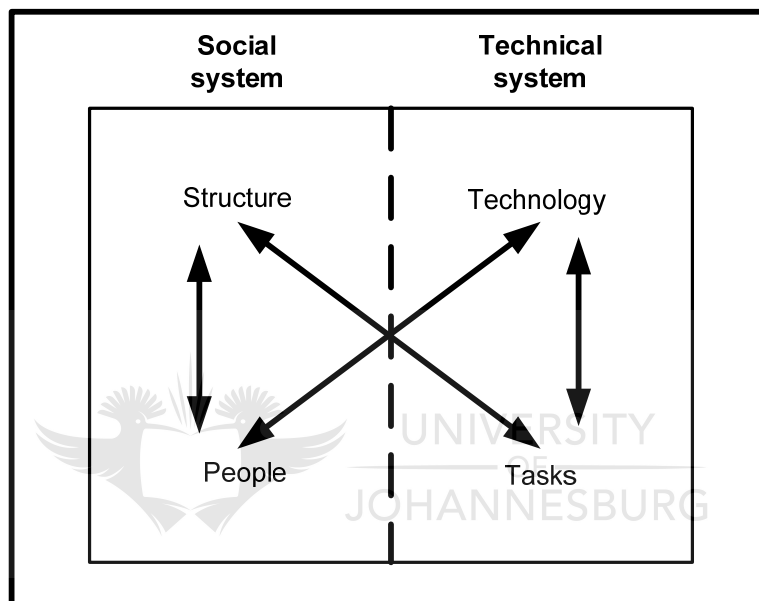 Social
system
Technical
system
Structure
Technology
People
Tasks
UNIVERSITY
OF
JOHANNESBURG